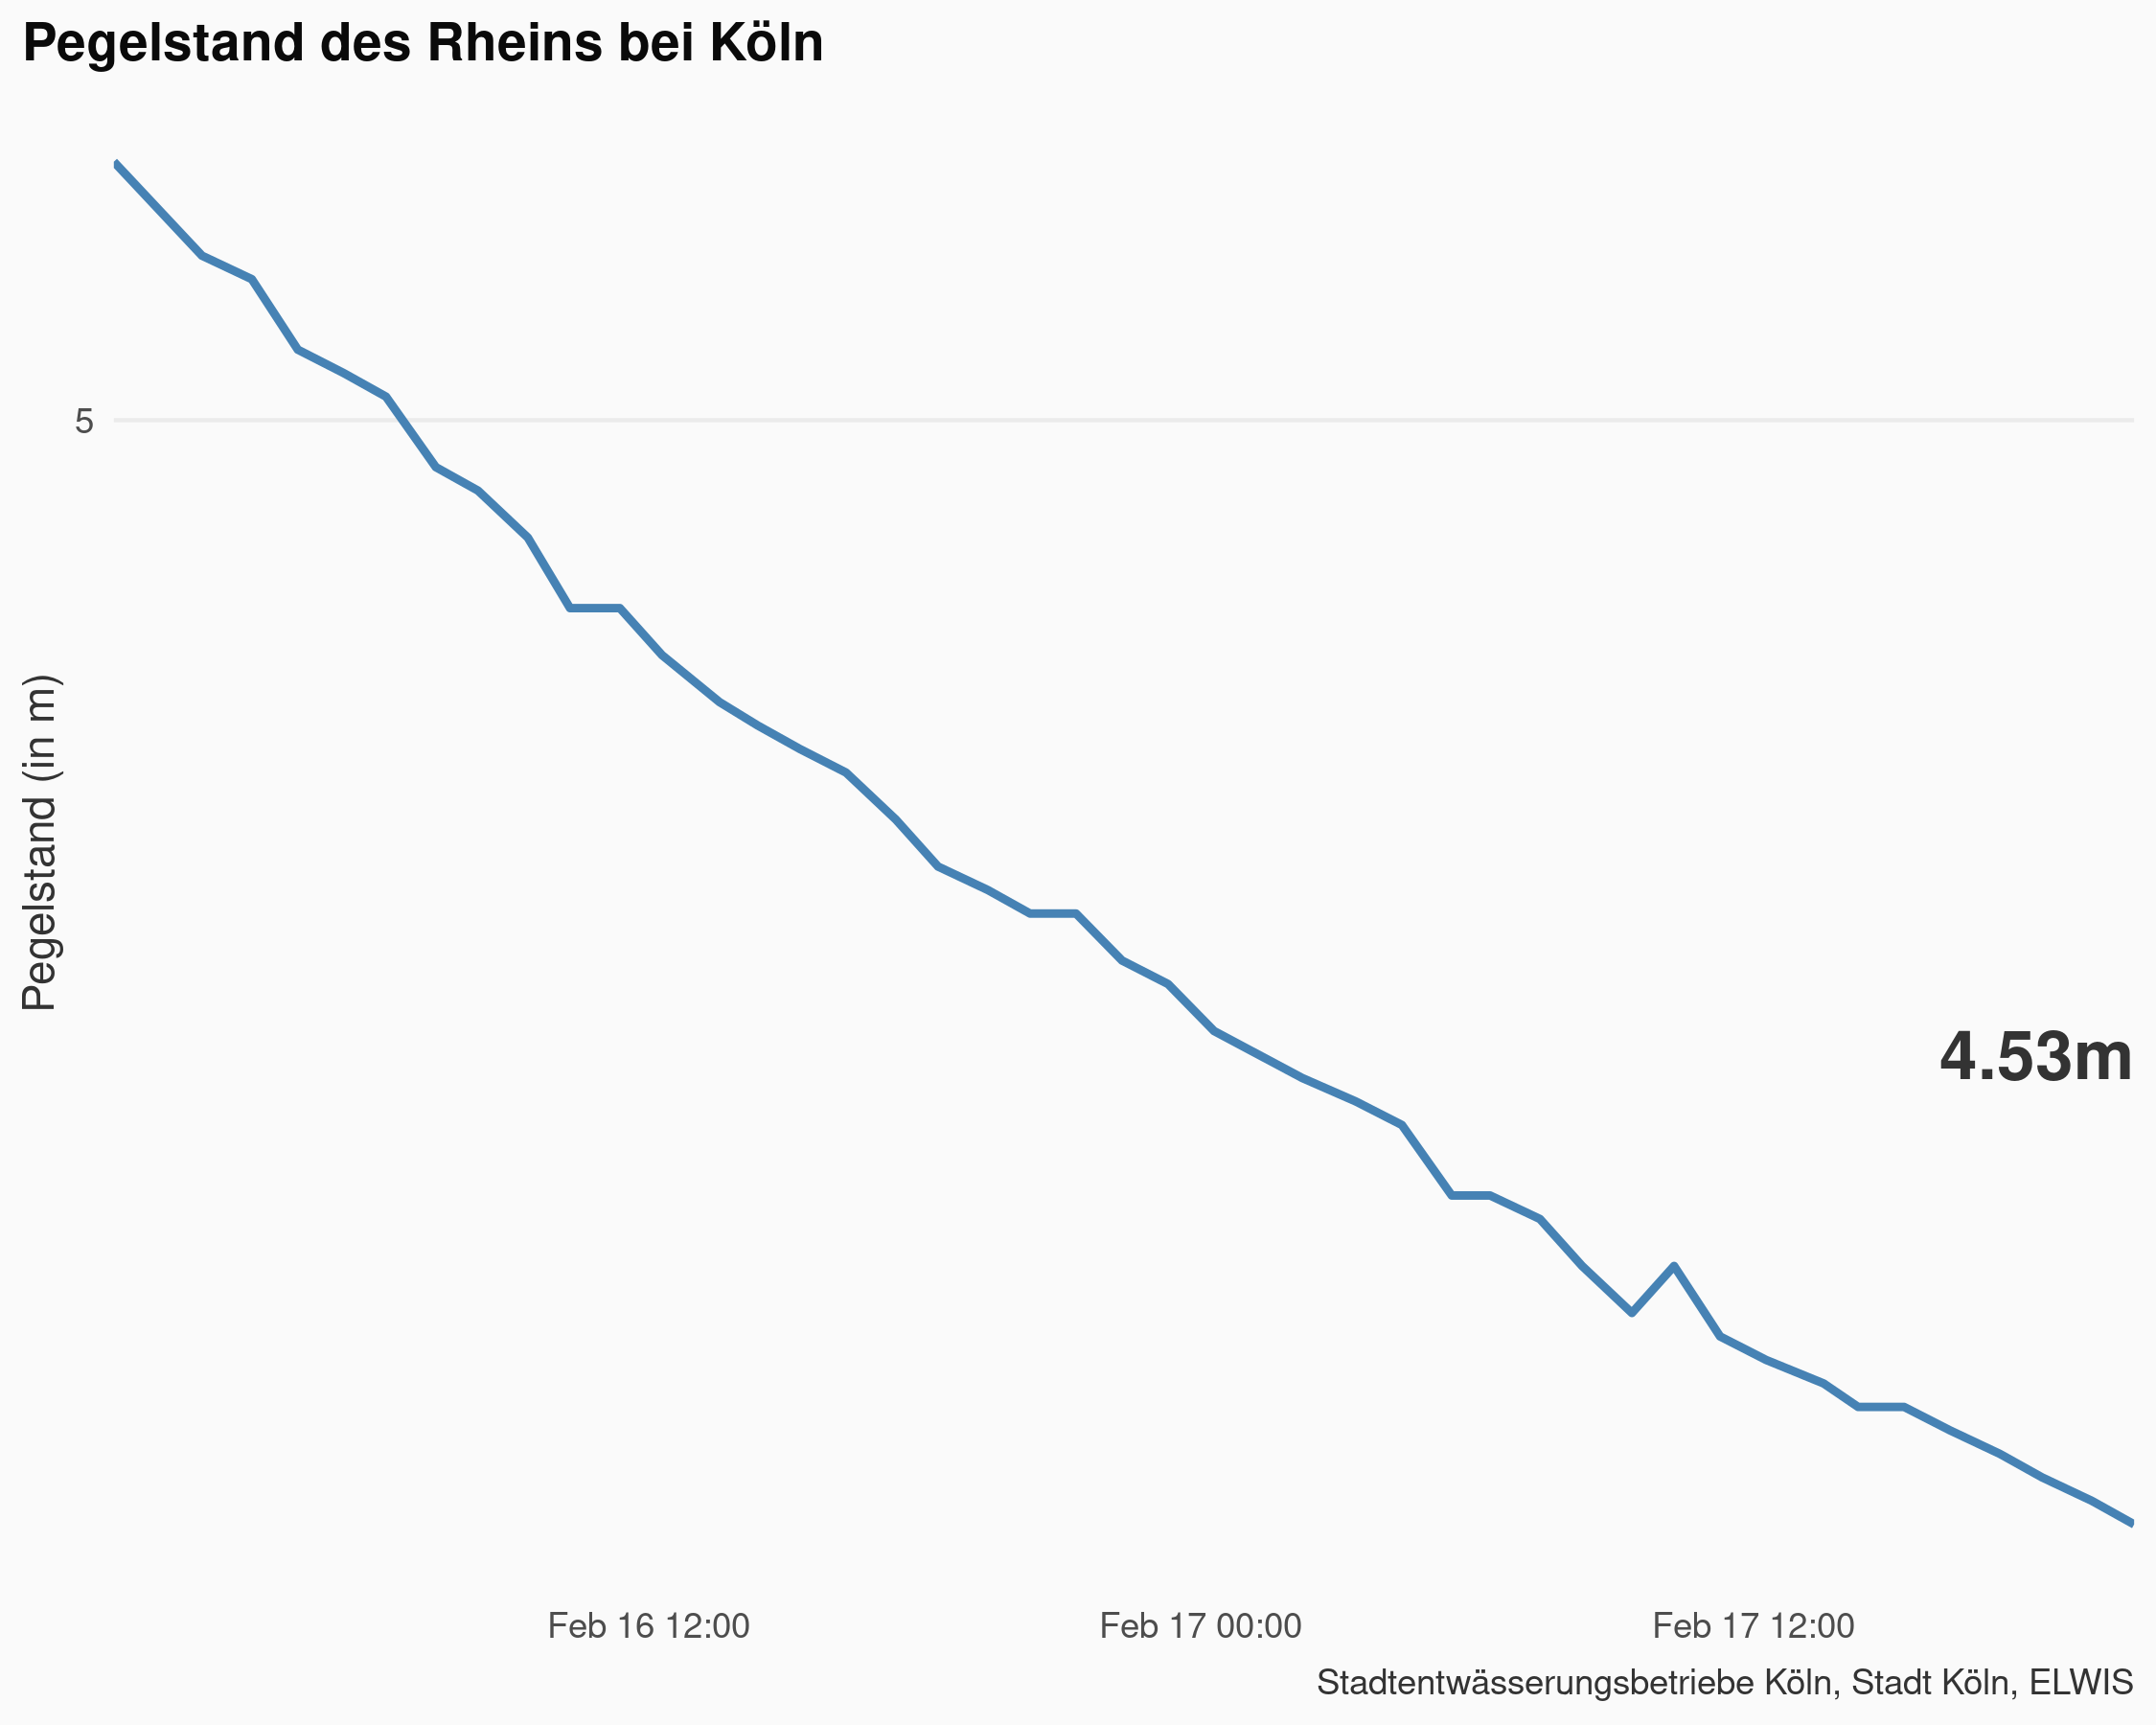 Pegelstand des Rheins bei Köln
5
Pegelstand (in m)
4.53m
Feb 16 12:00
Feb 17 00:00
Feb 17 12:00
Stadtentwässerungsbetriebe Köln, Stadt Köln, ELWIS